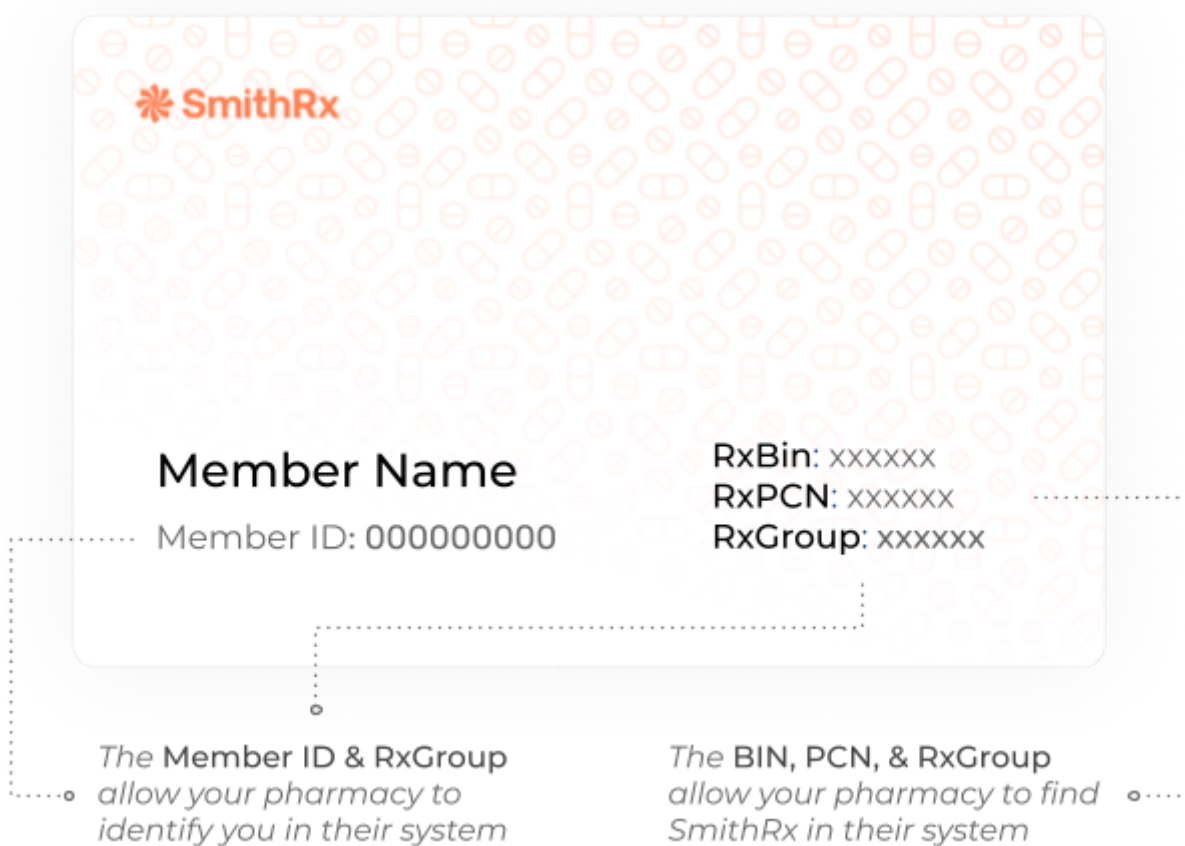 SmithRx
Member Name
Member ID: 000000000
RxBin: xxxxxx
RxPCN: xxxxxx
RxGroup: xxxxxx
The Member ID & RxGroup
allow your pharmacy to
identify you in their system
The BIN, PCN, & RxGroup
allow your pharmacy to find
SmithRx in their system